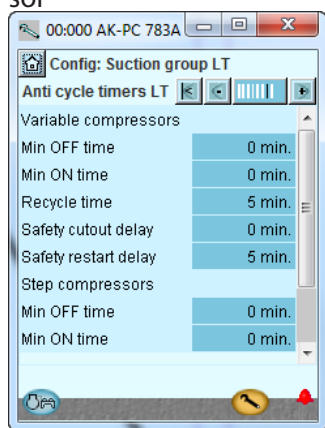 SOI
00:000 AK-PC 783A
Config: Suction group LT
Anti cycle timers LT
Variable compressors
Min OFF time 0 min.
Min ON time 0 min.
Recycle time 5 min.
Safety cutout delay 0 min.
Safety restart delay 5 min.
Step compressors
Min OFF time 0 min.
Min ON time 0 min.